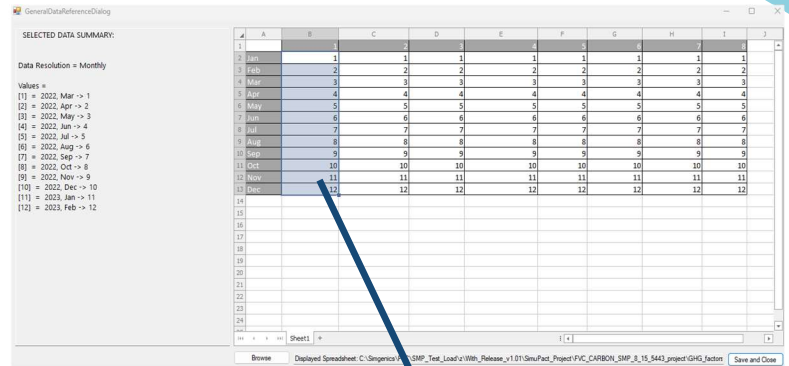 GeneralDataReferenceDialog
SELECTED DATA SUMMARY:
Data Resolution = Monthly
Values =
[1] = 2022, Mar -> 1
[2] = 2022, Apr -> 2
[3] = 2022, May -> 3
[4] = 2022, Jun -> 4
[5] = 2022, Jul -> 5
[6] = 2022, Aug -> 6
[7] = 2022, Sep -> 7
[8] = 2022, Oct -> 8
[9] = 2022, Nov -> 9
[10] = 2022, Dec -> 10
[11] = 2023, Jan -> 11
[12] = 2023, Feb -> 12
A B C D E F G H I J
1 1 2 3 4 5 6 7 8
2 Jan 1 1 1 1 1 1 1 1
3 Feb 2 2 2 2 2 2 2 2
4 Mar 3 3 3 3 3 3 3 3
5 Apr 4 4 4 4 4 4 4 4
6 May 5 5 5 5 5 5 5 5
7 Jun 6 6 6 6 6 6 6 6
8 Jul 7 7 7 7 7 7 7 7
9 Aug 8 8 8 8 8 8 8 8
10 Sep 9 9 9 9 9 9 9 9
11 Oct 10 10 10 10 10 10 10 10
12 Nov 11 11 11 11 11 11 11 11
13 Dec 12 12 12 12 12 12 12 12
14
15
16
17
18
19
20
21
22
23
24
Sheet1 +
Browse Displayed Spreadsheet: C:\Simgenics\ \SMP_Test_Load\z\With_Release_v1.01\SimuPact_Project\FVC_CARBON_SMP_8_15_5443_project\GHG_factors Save and Close